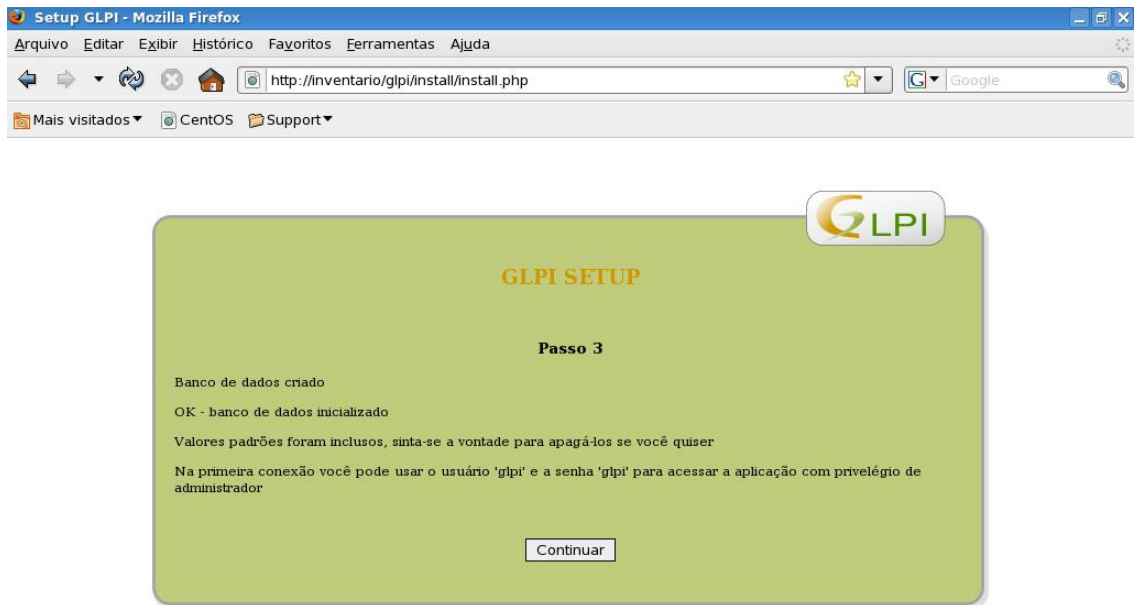 Setup GLPI - Mozilla Firefox
Arquivo Editar Exibir Histórico Favoritos Ferramentas Ajuda
http://inventario/glpi/install/install.php
G Google
Mais visitados CentOS Support
GLPI
GLPI SETUP
Passo 3
Banco de dados criado
OK - banco de dados inicializado
Valores padrões foram inclusos, sinta-se a vontade para apagá-los se você quiser
Na primeira conexão você pode usar o usuário 'glpi' e a senha 'glpi' para acessar a aplicação com privelégio de
administrador
Continuar